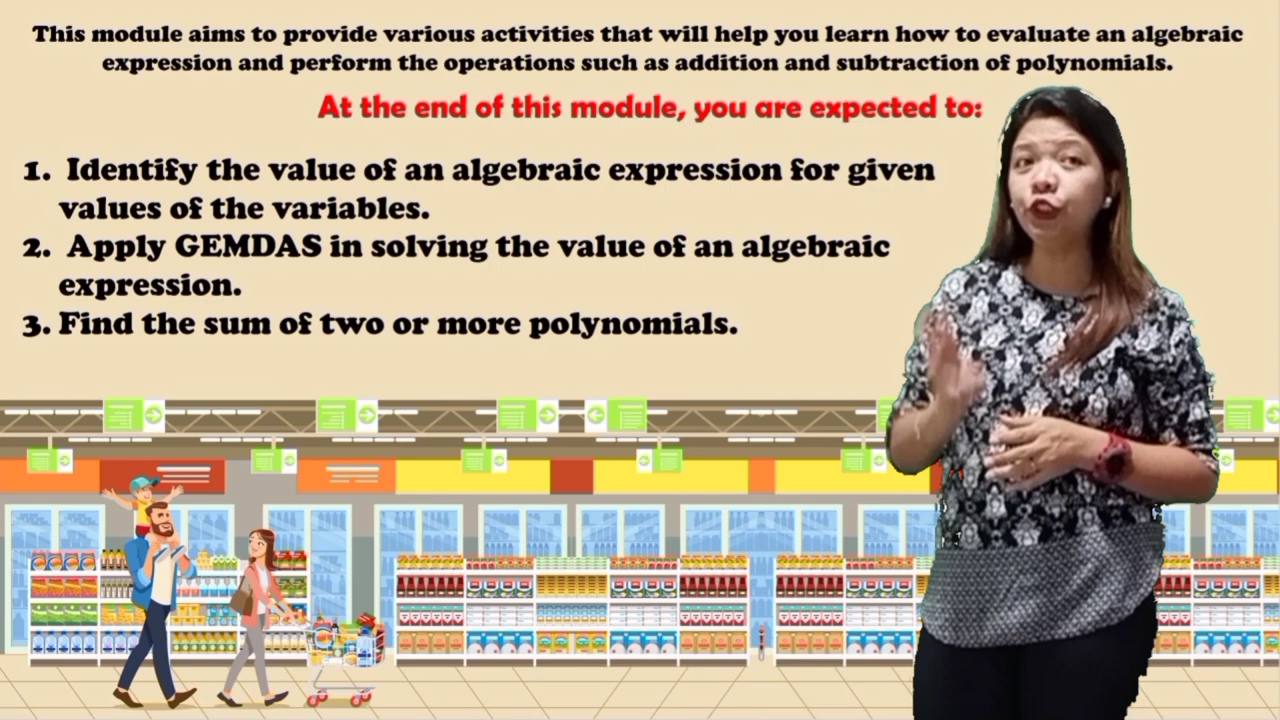 This module aims to provide various activities that will help you learn how to evaluate an algebraic
expression and perform the operations such as addition and subtraction of polynomials.
At the end of this module, you are expected to:
1. Identify the value of an algebraic expression for given
values of the variables.
2. Apply GEMDAS in solving the value of an algebraic
expression.
3. Find the sum of two or more polynomials.